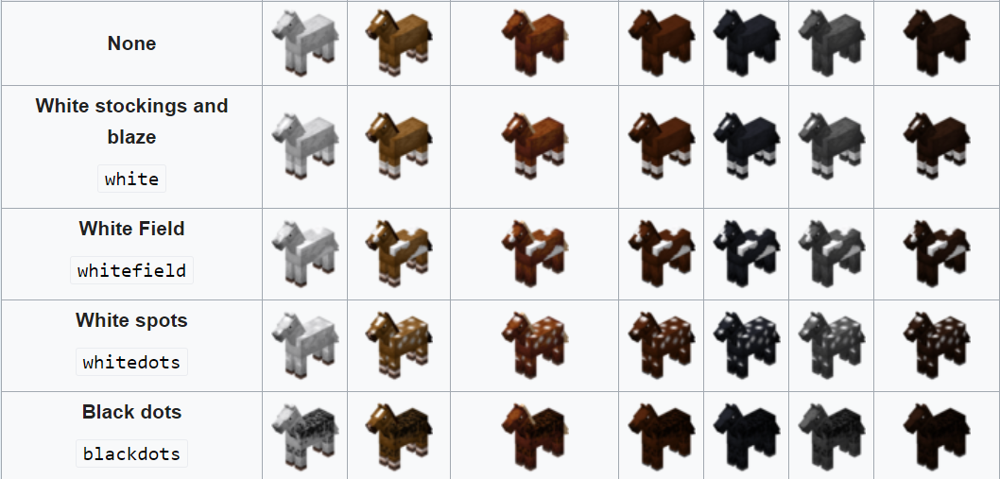 None
White stockings and
blaze
white
White Field
whitefield
White spots
whitedots
Black dots
blackdots